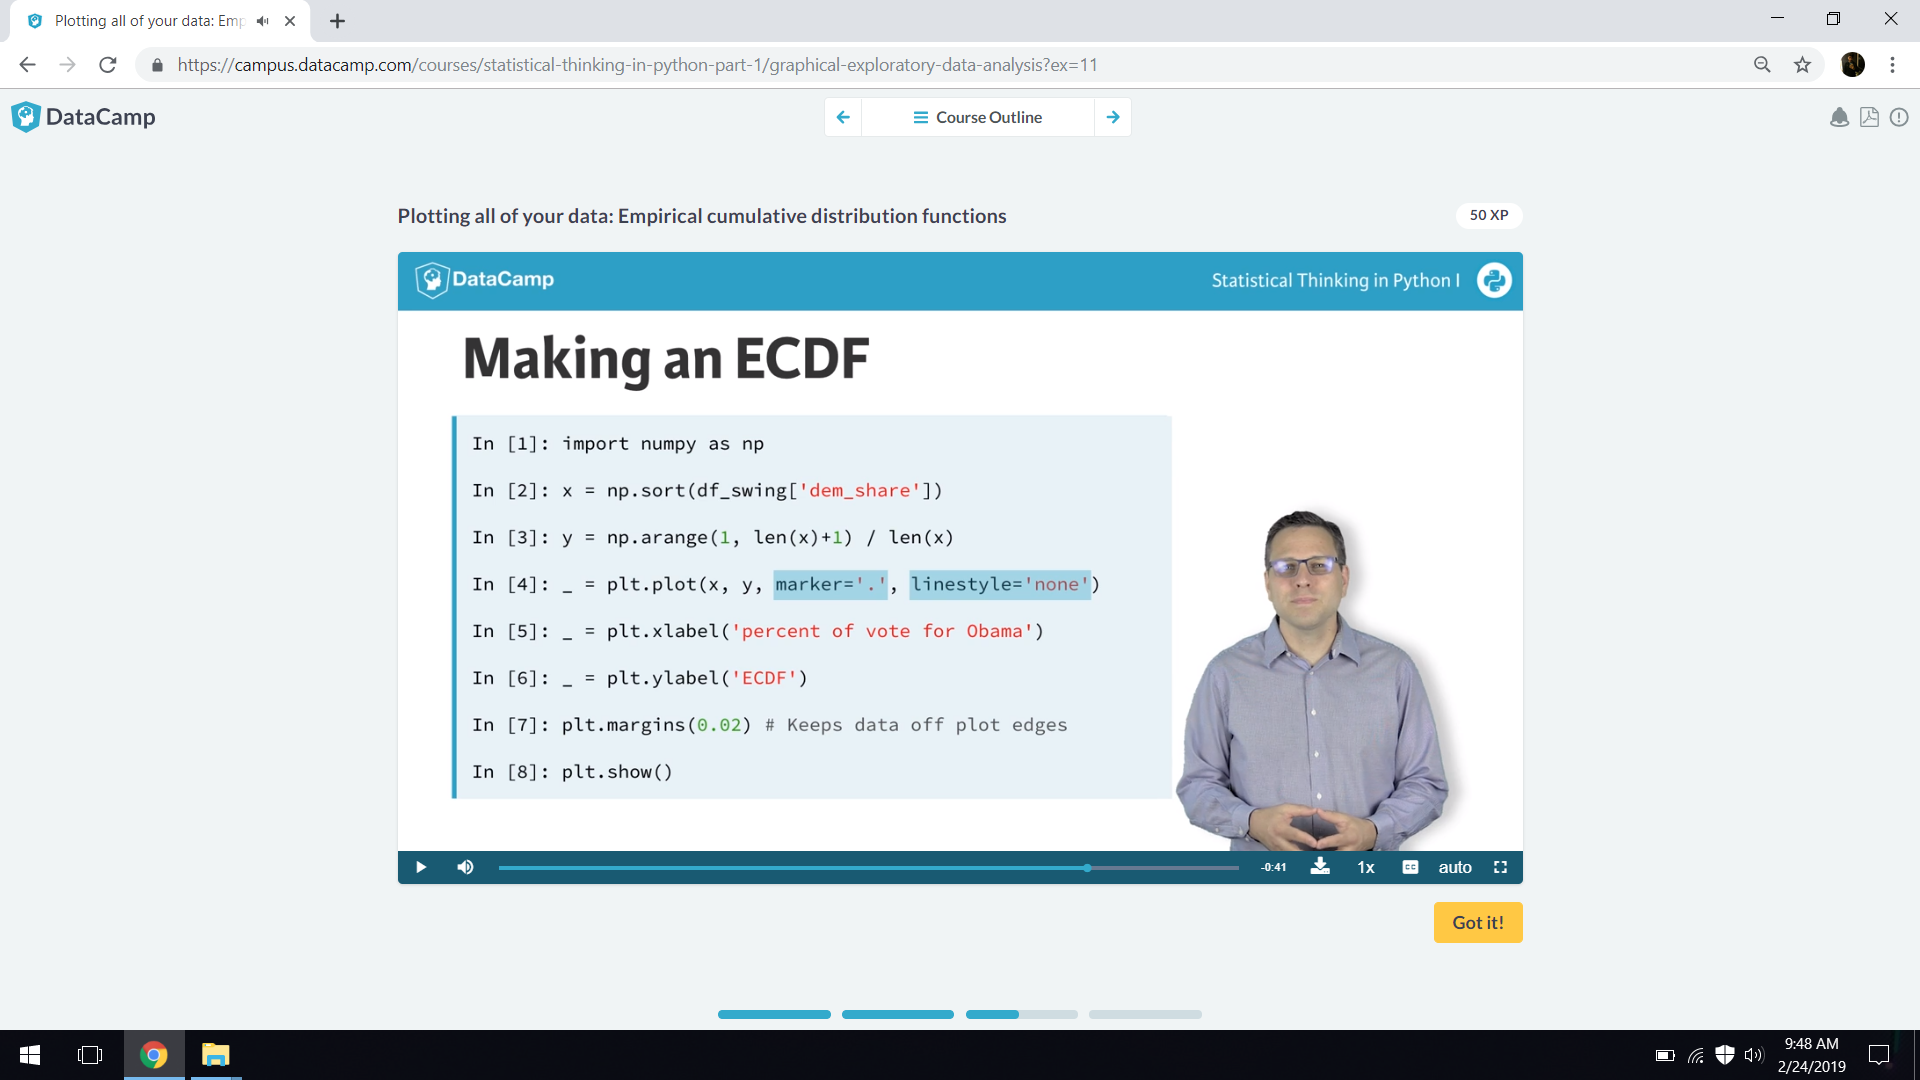 Plotting all of your data: Emp
https://campus.datacamp.com/courses/statistical-thinking-in-python-part-1/graphical-exploratory-data-analysis?ex=11
DataCamp
Course Outline
Plotting all of your data: Empirical cumulative distribution functions
50 XP
DataCamp
Statistical Thinking in Python I
Making an ECDF
In [1]: import numpy as np
In [2]: x = np.sort(df_swing['dem_share'])
In [3]: y = np.arange(1, len(x)+1) / len(x)
In [4]: _ = plt.plot(x, y, marker='.', linestyle='none')
In [5]: _ = plt.xlabel('percent of vote for Obama')
In [6]: _ = plt.ylabel('ECDF')
In [7]: plt.margins(0.02) # Keeps data off plot edges
In [8]: plt.show()
-0:41
1x
CC
auto
Got it!
9:48 AM
2/24/2019